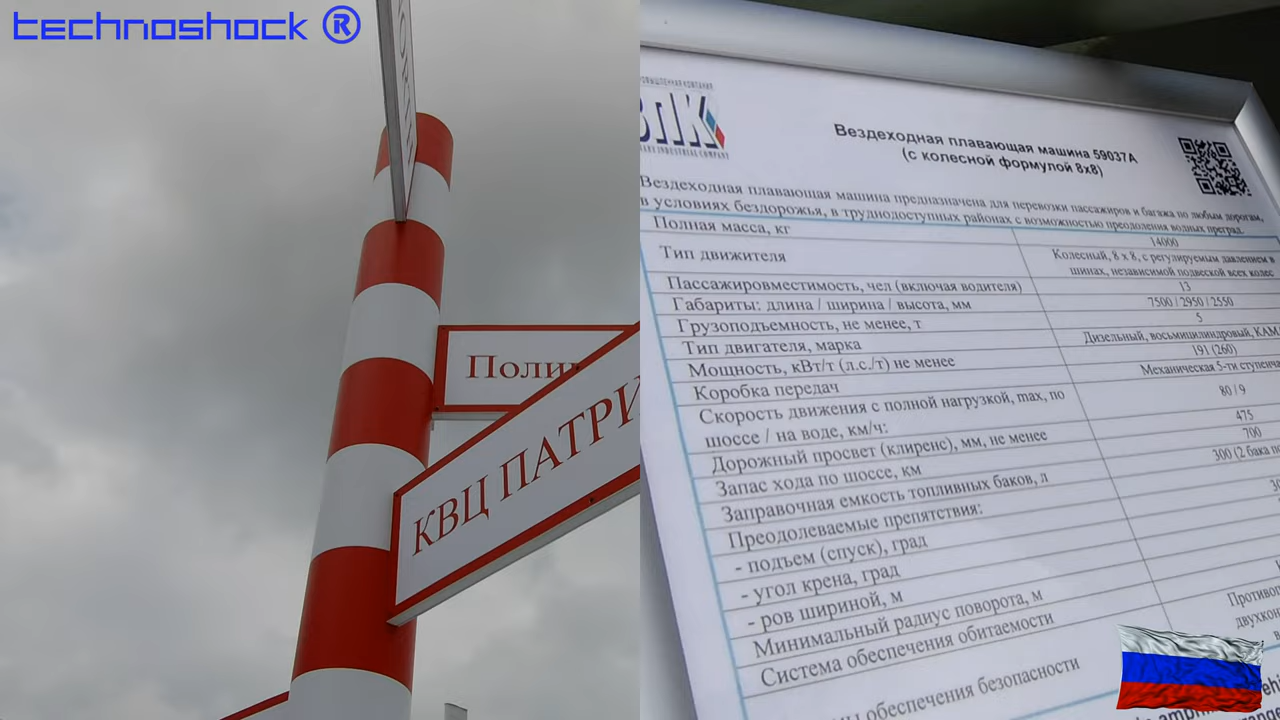 technoshock ®
Поли
КВЦ ПАТРИ
ВПК
Вездеходная плавающая машина 59037А
(с колесной формулой 8х8)
Вездеходная плавающая машина предназначена для перевозки пассажиров и багажа по любым дорогам,
в условиях бездорожья, в труднодоступных районах с возможностью преодоления водных преград.
Полная масса, кг
14000
Тип движителя
Колесный, 8 х 8, с регулируемым давлением в
шинах, независимой подвеской всех колес
Пассажировместимость, чел (включая водителя)
13
Габариты: длина / ширина / высота, мм
7500 / 2950 / 2550
Грузоподъемность, не менее, т
5
Тип двигателя, марка
Дизельный, восьмицилиндровый, КАМА
Мощность, кВт/т (л.с./т) не менее
191 (260)
Коробка передач
Механическая 5-ти ступенча
Скорость движения с полной нагрузкой, max, по
шоссе / на воде, км/ч:
80 / 9
Дорожный просвет (клиренс), мм, не менее
475
Запас хода по шоссе, км
700
Заправочная емкость топливных баков, л
300 (2 бака по
Преодолеваемые препятствия:
- подъем (спуск), град
- угол крена, град
- ров шириной, м
Минимальный радиус поворота, м
Система обеспечения обитаемости
Противоп
двухкон
мы обеспечения безопасности